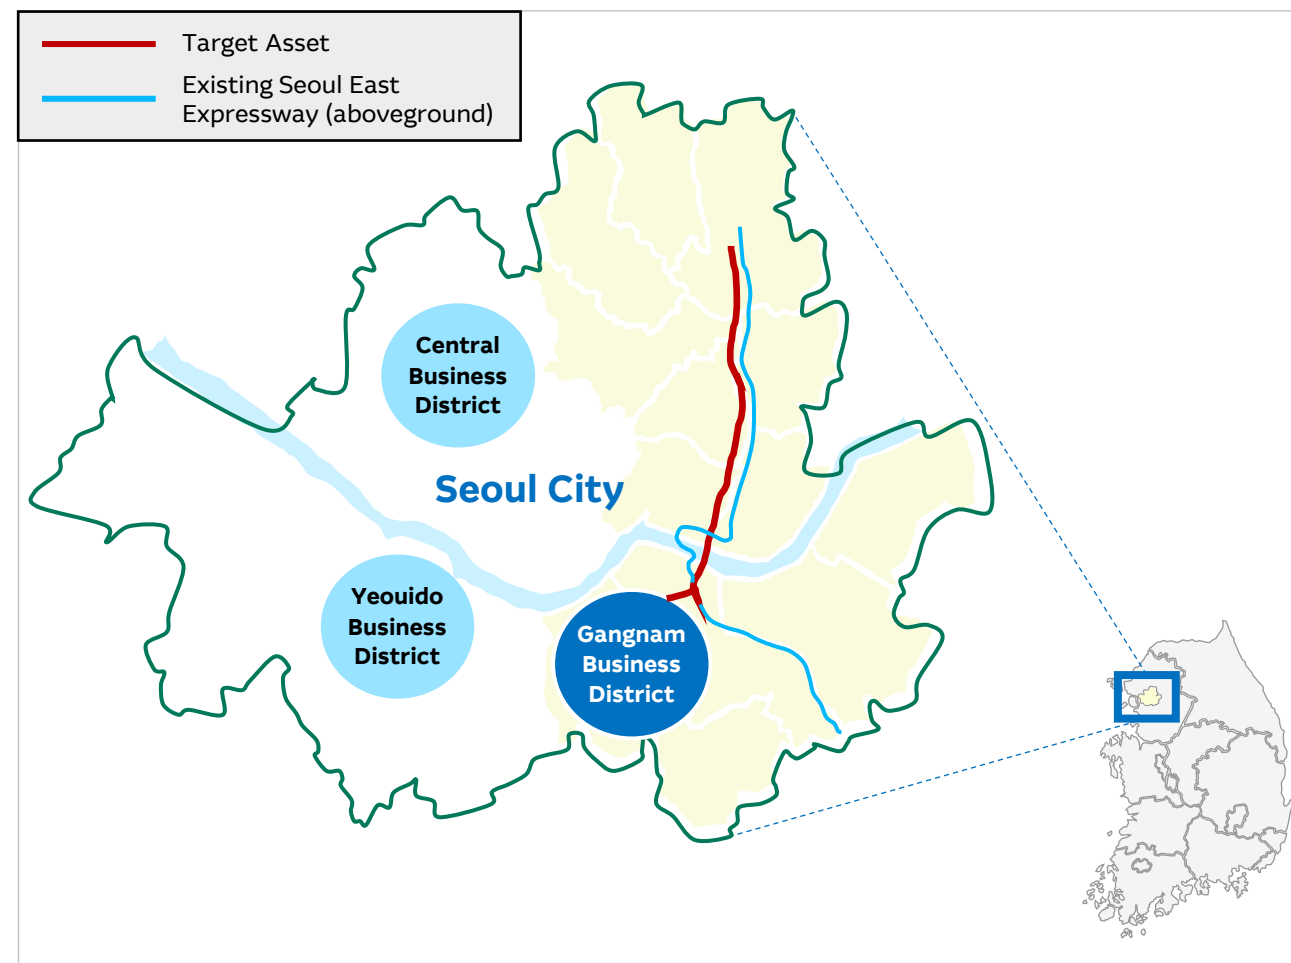 Target Asset
Existing Seoul East
Expressway (aboveground)
Central
Business
District
Seoul City
Yeouido
Business
District
Gangnam
Business
District